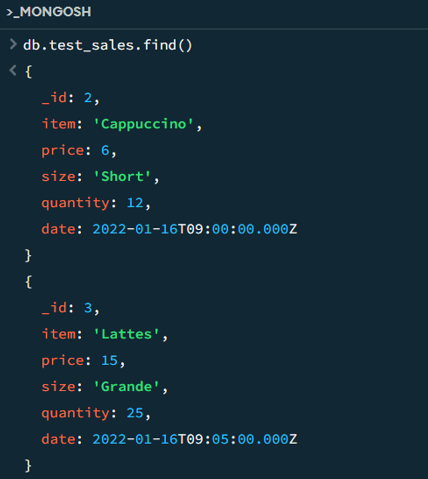 >_MONGOSH
> db.test_sales.find()
< {
_id: 2,
item: 'Cappuccino',
price: 6,
size: 'Short',
quantity: 12,
date: 2022-01-16T09:00:00.000Z
}
{
_id: 3,
item: 'Lattes',
price: 15,
size: 'Grande',
quantity: 25,
date: 2022-01-16T09:05:00.000Z
}